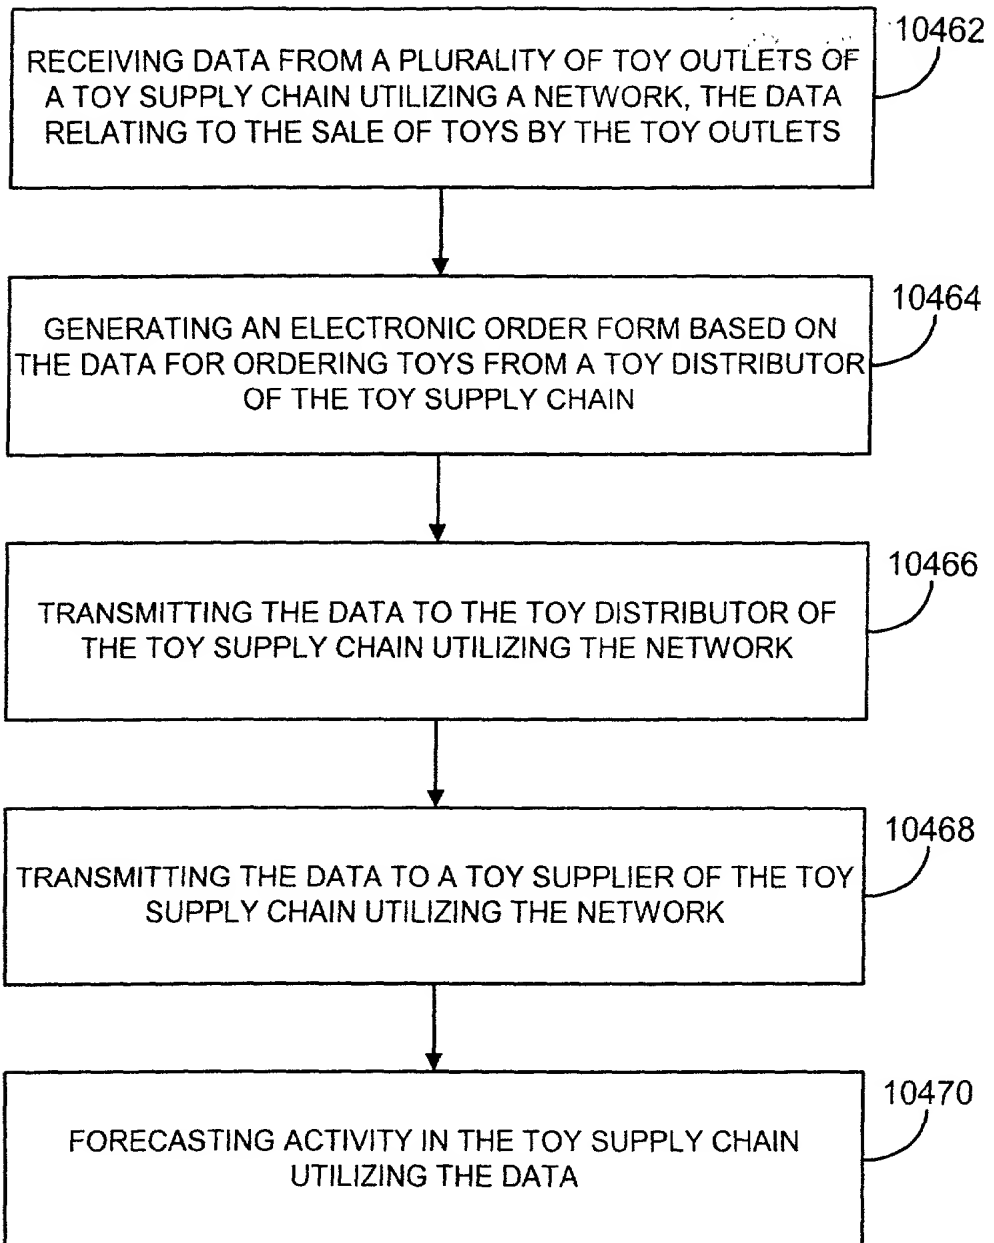 10462
RECEIVING DATA FROM A PLURALITY OF TOY OUTLETS OF
A TOY SUPPLY CHAIN UTILIZING A NETWORK, THE DATA
RELATING TO THE SALE OF TOYS BY THE TOY OUTLETS
10464
GENERATING AN ELECTRONIC ORDER FORM BASED ON
THE DATA FOR ORDERING TOYS FROM A TOY DISTRIBUTOR
OF THE TOY SUPPLY CHAIN
10466
TRANSMITTING THE DATA TO THE TOY DISTRIBUTOR OF
THE TOY SUPPLY CHAIN UTILIZING THE NETWORK
10468
TRANSMITTING THE DATA TO A TOY SUPPLIER OF THE TOY
SUPPLY CHAIN UTILIZING THE NETWORK
10470
FORECASTING ACTIVITY IN THE TOY SUPPLY CHAIN
UTILIZING THE DATA